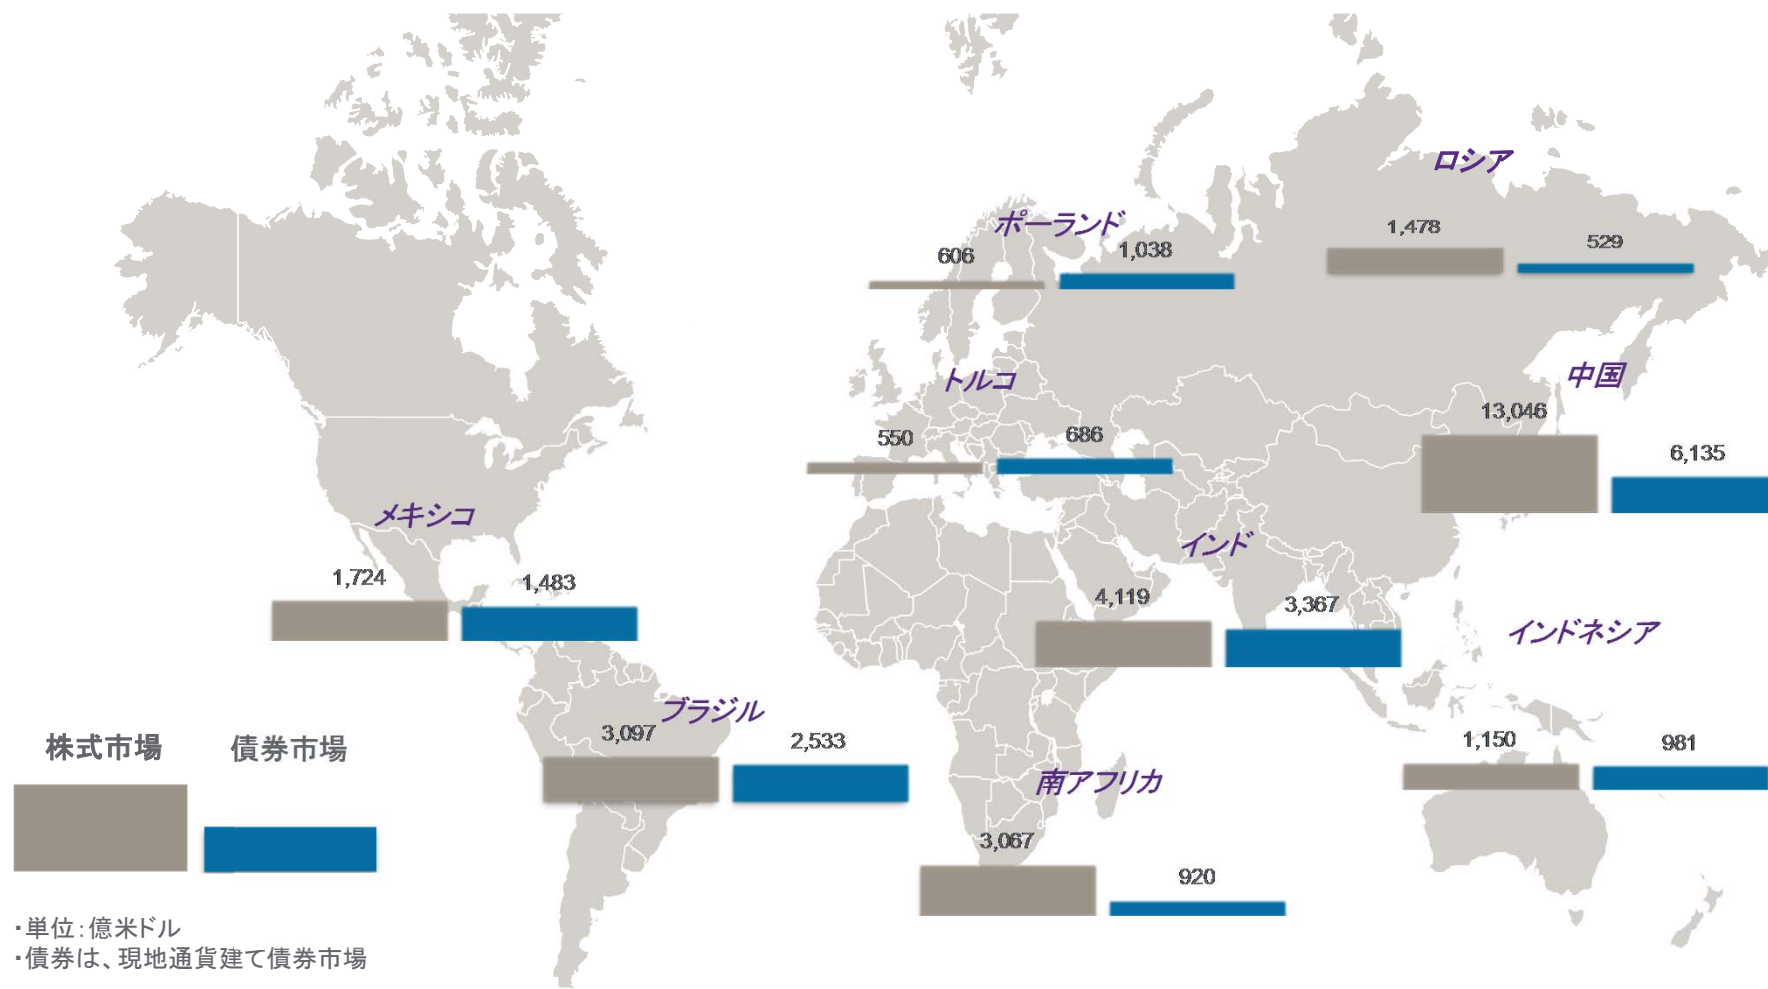 ロシア
1,478
529
ポーランド
606
1,038
中国
13,046
6,135
トルコ
550
686
メキシコ
1,724
1,483
インド
4,119
3,367
インドネシア
1,150
981
ブラジル
3,097
2,533
南アフリカ
3,067
920
株式市場
債券市場
・単位：億米ドル
・債券は、現地通貨建て債券市場